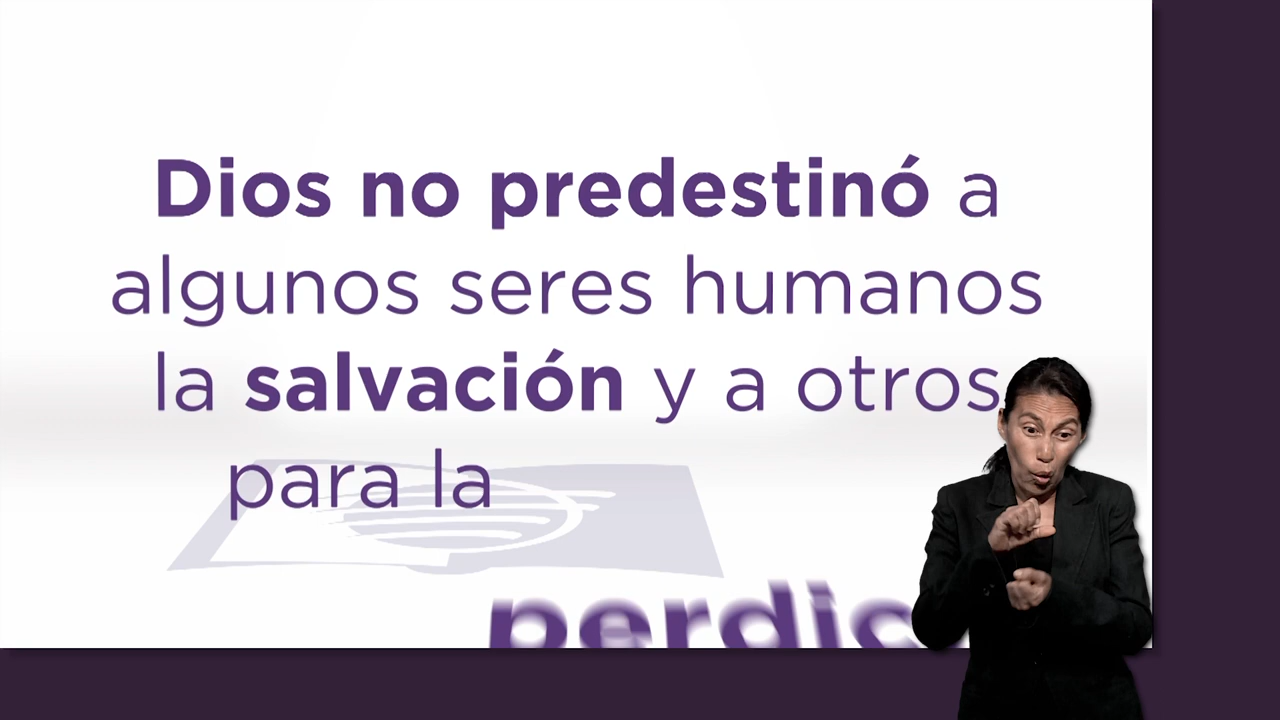 Dios no predestinó a
algunos seres humanos
la salvación y a otros
para la